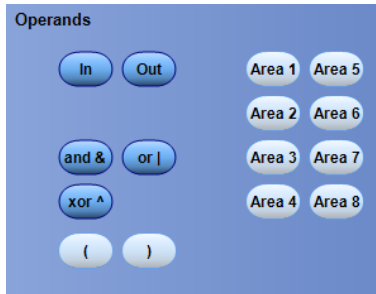 Operands
In Out Area 1 Area 5
Area 2 Area 6
and & or | Area 3 Area 7
xor ^ Area 4 Area 8
( )